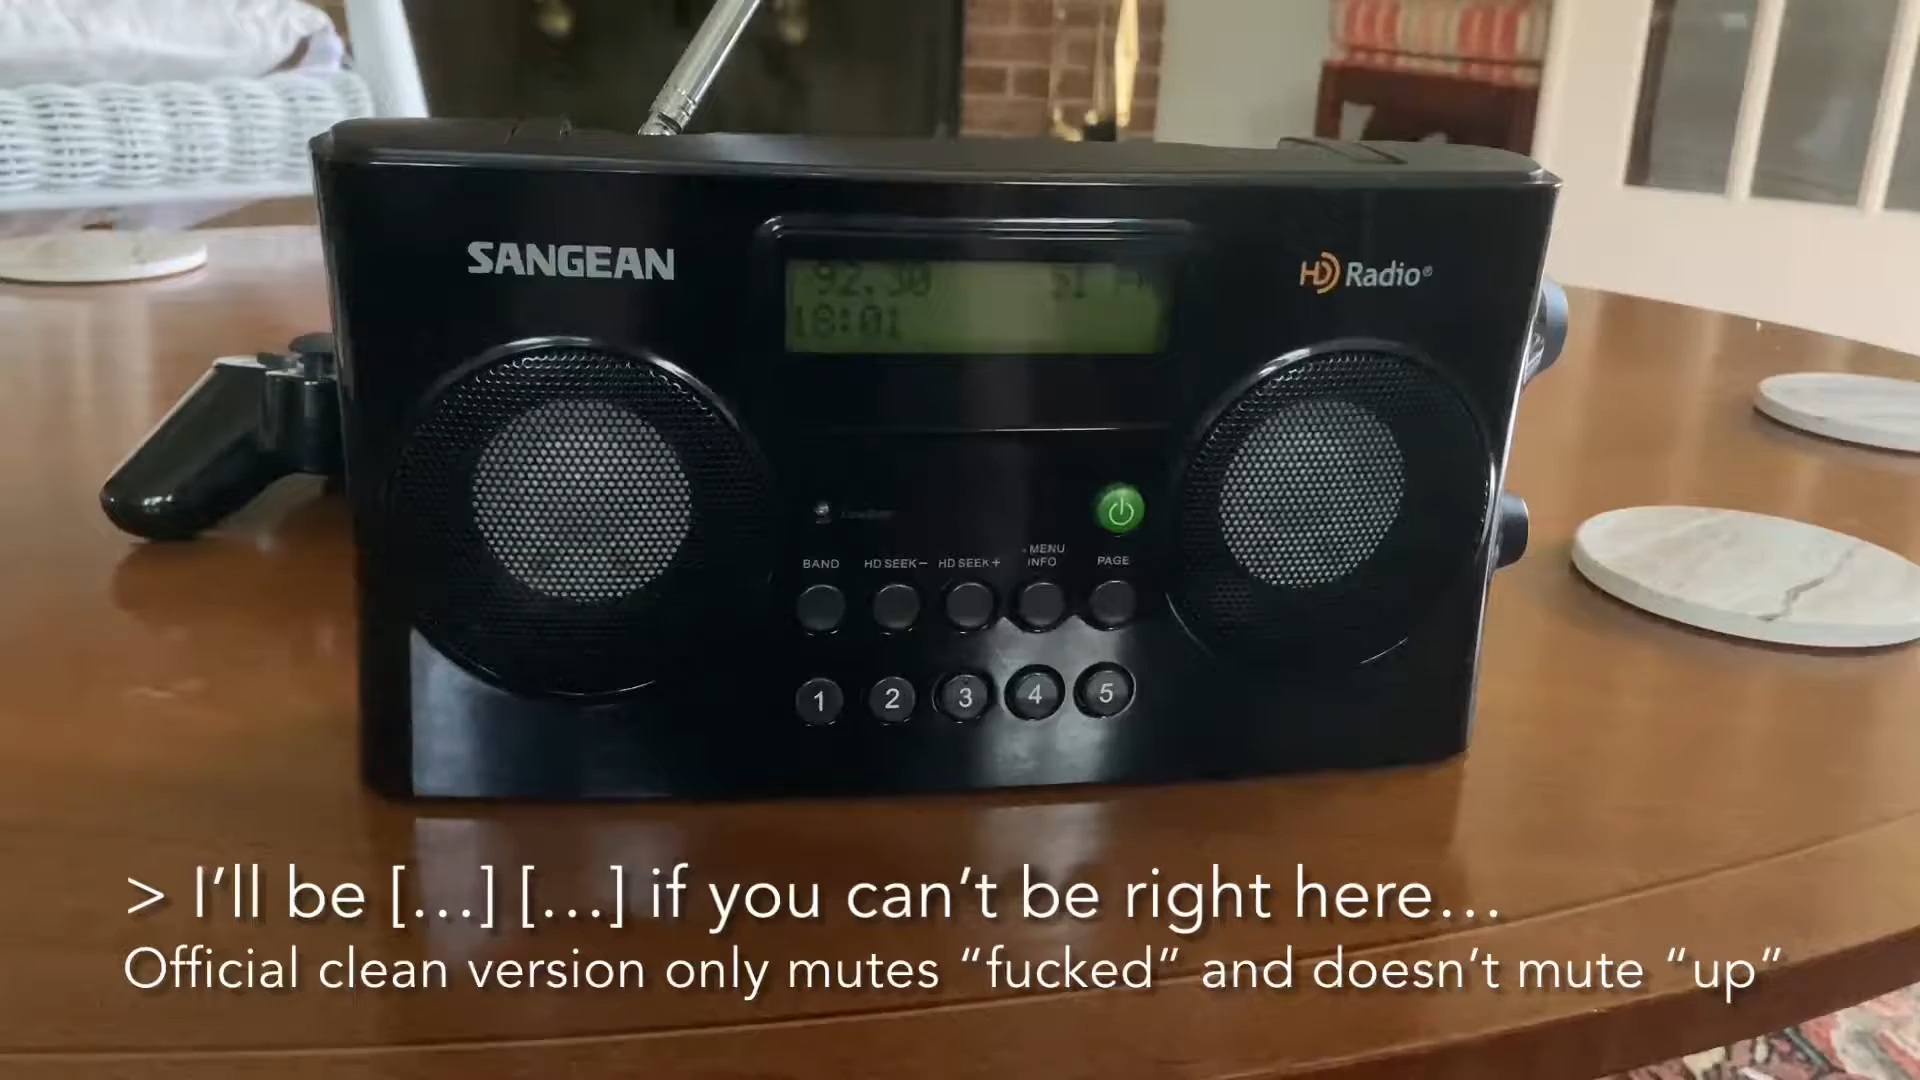 SANGEAN
HD Radio®
92.30
18:01
BAND HD SEEK− HD SEEK+ -MENU INFO PAGE
1 2 3 4 5
> I’ll be [...] [...] if you can’t be right here...
Official clean version only mutes “fucked” and doesn’t mute “up”